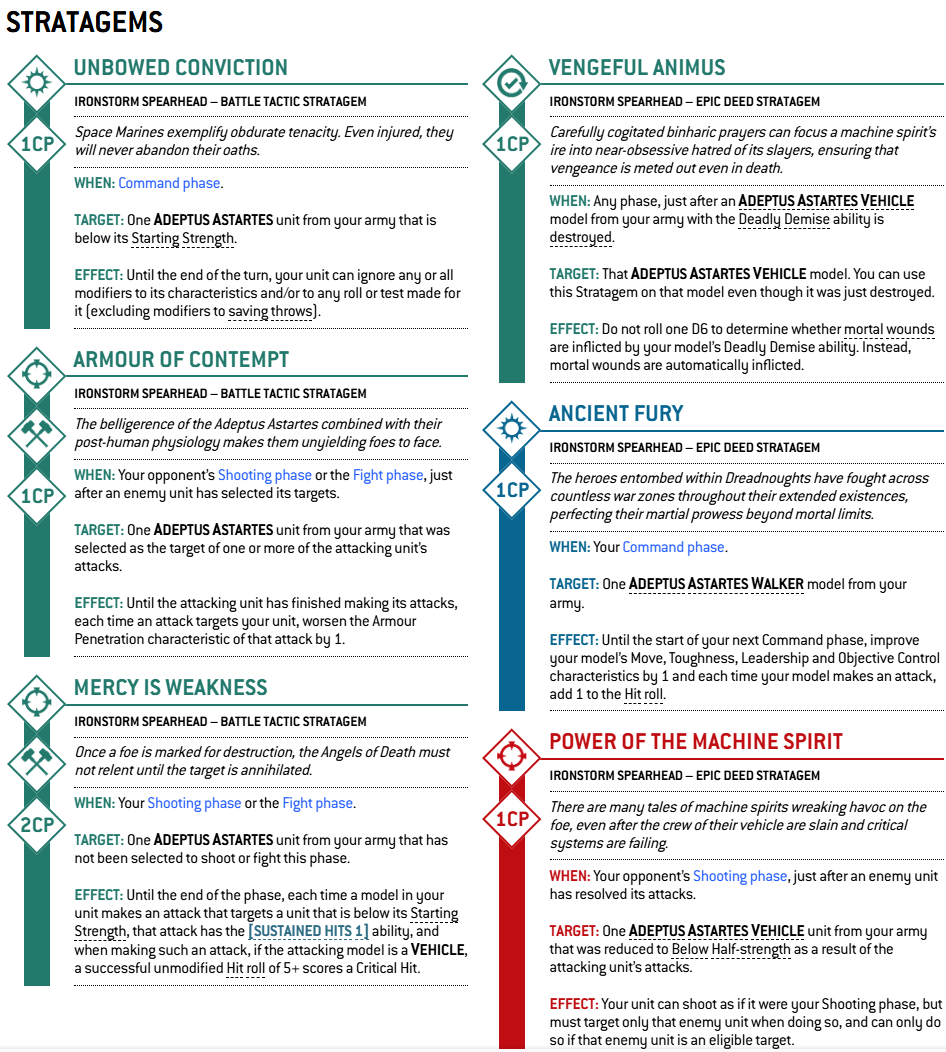 STRATAGEMS
UNBOWED CONVICTION
IRONSTORM SPEARHEAD – BATTLE TACTIC STRATAGEM
1CP
Space Marines exemplify obdurate tenacity. Even injured, they
will never abandon their oaths.
WHEN: Command phase.
TARGET: One ADEPTUS ASTARTES unit from your army that is
below its Starting Strength.
EFFECT: Until the end of the turn, your unit can ignore any or all
modifiers to its characteristics and/or to any roll or test made for
it (excluding modifiers to saving throws).
ARMOUR OF CONTEMPT
IRONSTORM SPEARHEAD – BATTLE TACTIC STRATAGEM
The belligerence of the Adeptus Astartes combined with their
post-human physiology makes them unyielding foes to face.
1CP
WHEN: Your opponent's Shooting phase or the Fight phase, just
after an enemy unit has selected its targets.
TARGET: One ADEPTUS ASTARTES unit from your army that was
selected as the target of one or more of the attacking unit's
attacks.
EFFECT: Until the attacking unit has finished making its attacks,
each time an attack targets your unit, worsen the Armour
Penetration characteristic of that attack by 1.
MERCY IS WEAKNESS
IRONSTORM SPEARHEAD – BATTLE TACTIC STRATAGEM
Once a foe is marked for destruction, the Angels of Death must
not relent until the target is annihilated.
2CP
WHEN: Your Shooting phase or the Fight phase.
TARGET: One ADEPTUS ASTARTES unit from your army that has
not been selected to shoot or fight this phase.
EFFECT: Until the end of the phase, each time a model in your
unit makes an attack that targets a unit that is below its Starting
Strength, that attack has the [SUSTAINED HITS 1] ability, and
when making such an attack, if the attacking model is a VEHICLE,
a successful unmodified Hit roll of 5+ scores a Critical Hit.
VENGEFUL ANIMUS
IRONSTORM SPEARHEAD – EPIC DEED STRATAGEM
1CP
Carefully cogitated binharic prayers can focus a machine spirit's
ire into near-obsessive hatred of its slayers, ensuring that
vengeance is meted out even in death.
WHEN: Any phase, just after an ADEPTUS ASTARTES VEHICLE
model from your army with the Deadly Demise ability is
destroyed.
TARGET: That ADEPTUS ASTARTES VEHICLE model. You can use
this Stratagem on that model even though it was just destroyed.
EFFECT: Do not roll one D6 to determine whether mortal wounds
are inflicted by your model's Deadly Demise ability. Instead,
mortal wounds are automatically inflicted.
ANCIENT FURY
IRONSTORM SPEARHEAD – EPIC DEED STRATAGEM
1CP
The heroes entombed within Dreadnoughts have fought across
countless war zones throughout their extended existences,
perfecting their martial prowess beyond mortal limits.
WHEN: Your Command phase.
TARGET: One ADEPTUS ASTARTES WALKER model from your
army.
EFFECT: Until the start of your next Command phase, improve
your model's Move, Toughness, Leadership and Objective Control
characteristics by 1 and each time your model makes an attack,
add 1 to the Hit roll.
POWER OF THE MACHINE SPIRIT
IRONSTORM SPEARHEAD – EPIC DEED STRATAGEM
1CP
There are many tales of machine spirits wreaking havoc on the
foe, even after the crew of their vehicle are slain and critical
systems are failing.
WHEN: Your opponent's Shooting phase, just after an enemy unit
has resolved its attacks.
TARGET: One ADEPTUS ASTARTES VEHICLE unit from your army
that was reduced to Below Half-strength as a result of the
attacking unit's attacks.
EFFECT: Your unit can shoot as if it were your Shooting phase, but
must target only that enemy unit when doing so, and can only do
so if that enemy unit is an eligible target.